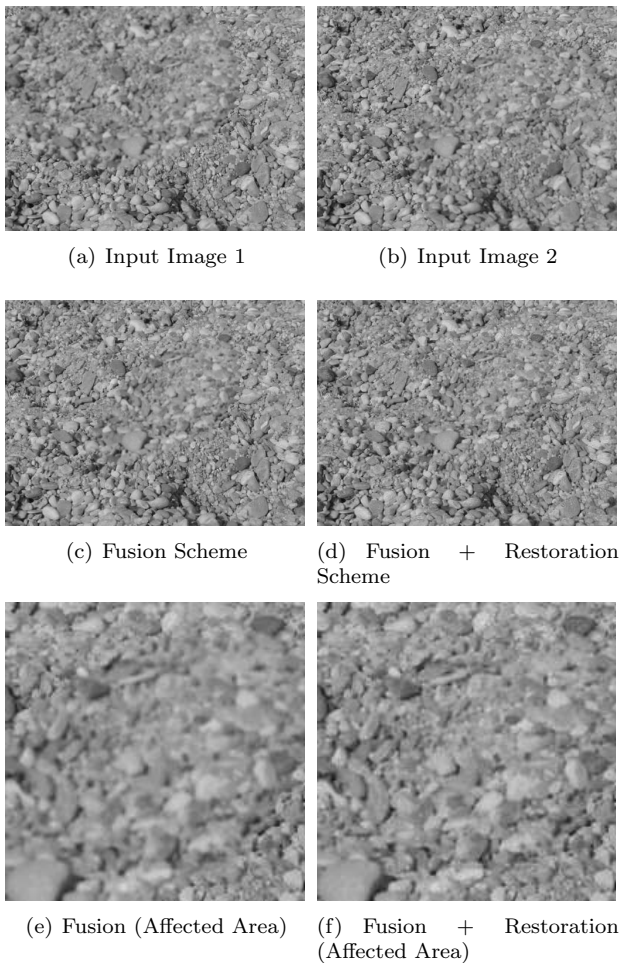 (a) Input Image 1
(b) Input Image 2
(c) Fusion Scheme
(d) Fusion + Restoration
Scheme
(e) Fusion (Affected Area)
(f) Fusion + Restoration
(Affected Area)